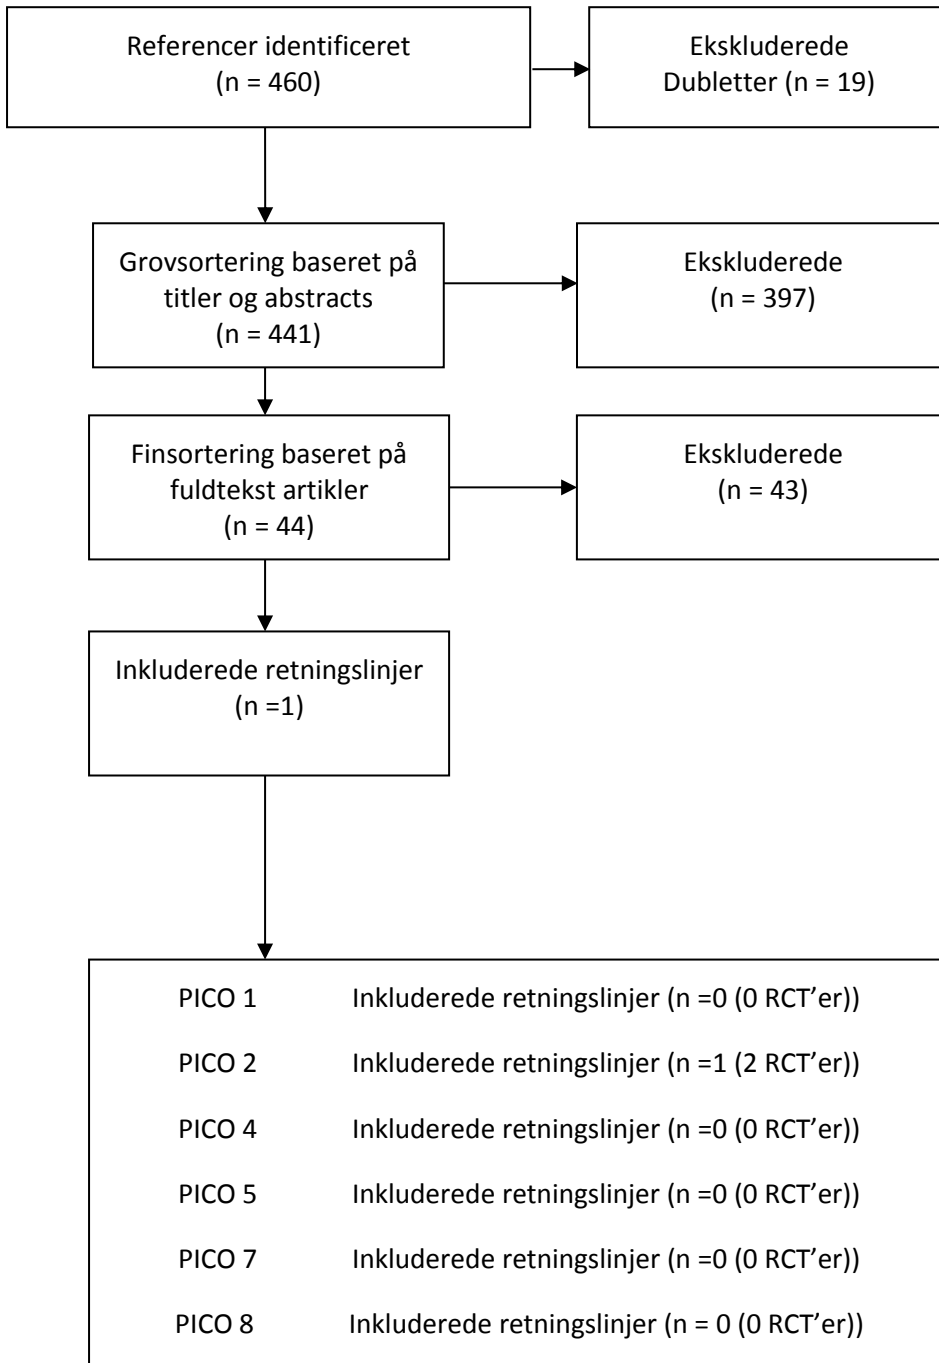 Referencer identificeret
(n = 460)
Ekskluderede
Dubletter (n = 19)
Grovsortering baseret på
titler og abstracts
(n = 441)
Ekskluderede
(n = 397)
Finsortering baseret på
fuldtekst artikler
(n = 44)
Ekskluderede
(n = 43)
Inkluderede retningslinjer
(n =1)
PICO 1 Inkluderede retningslinjer (n =0 (0 RCT’er))
PICO 2 Inkluderede retningslinjer (n =1 (2 RCT’er))
PICO 4 Inkluderede retningslinjer (n =0 (0 RCT’er))
PICO 5 Inkluderede retningslinjer (n =0 (0 RCT’er))
PICO 7 Inkluderede retningslinjer (n =0 (0 RCT’er))
PICO 8 Inkluderede retningslinjer (n = 0 (0 RCT’er))